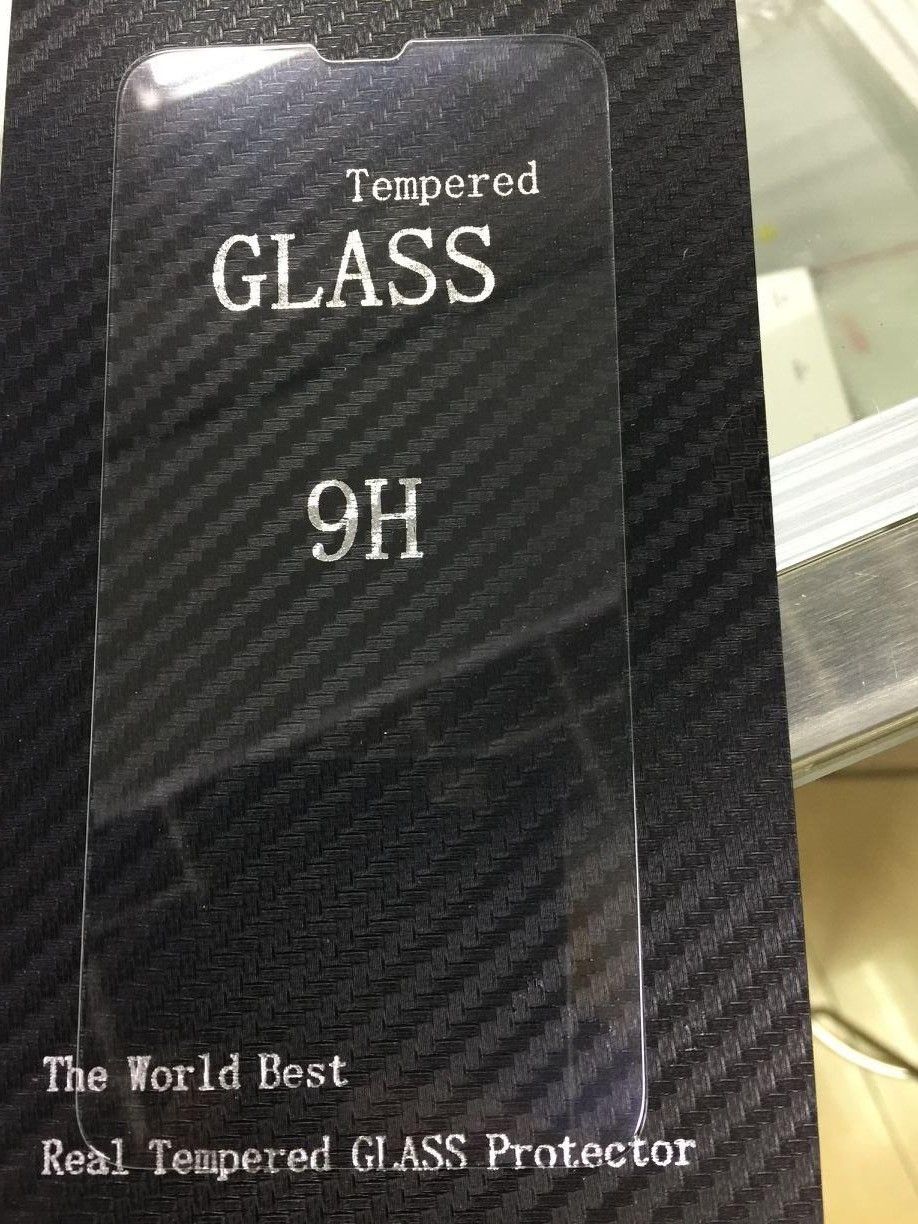 Tempered
GLASS
9H
The World Best
Real Tempered GLASS Protector